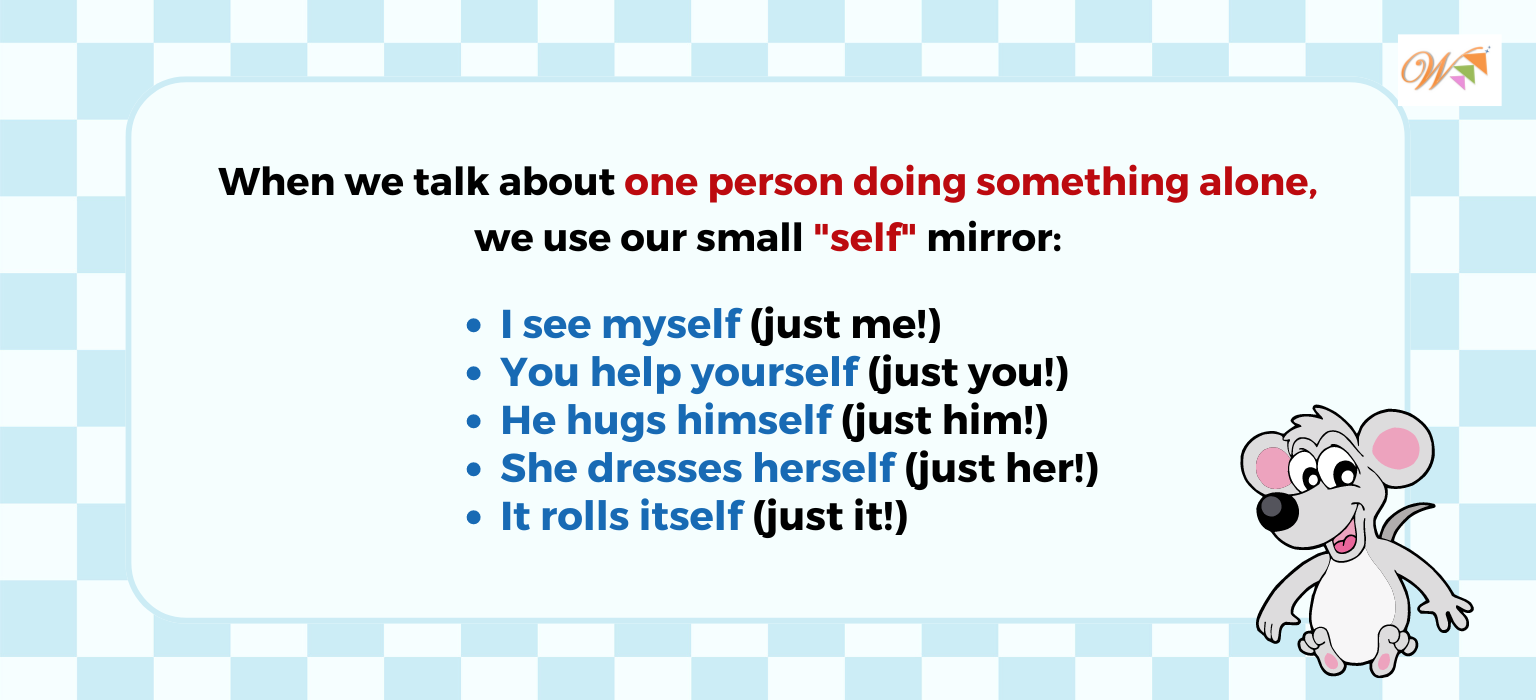 When we talk about one person doing something alone,
we use our small "self" mirror:
• I see myself (just me!)
• You help yourself (just you!)
• He hugs himself (just him!)
• She dresses herself (just her!)
• It rolls itself (just it!)
W